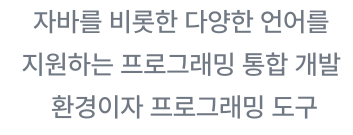 자바를 비롯한 다양한 언어를
지원하는 프로그래밍 통합 개발
환경이자 프로그래밍 도구